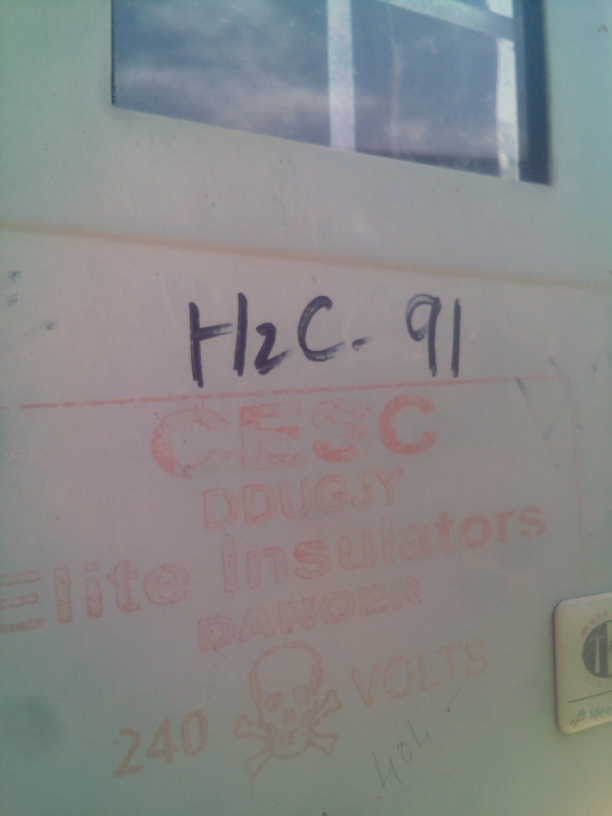 H2C- 91
CESC
DDUGJY
Elite Insulators
DANGER
240 VOLTS
404